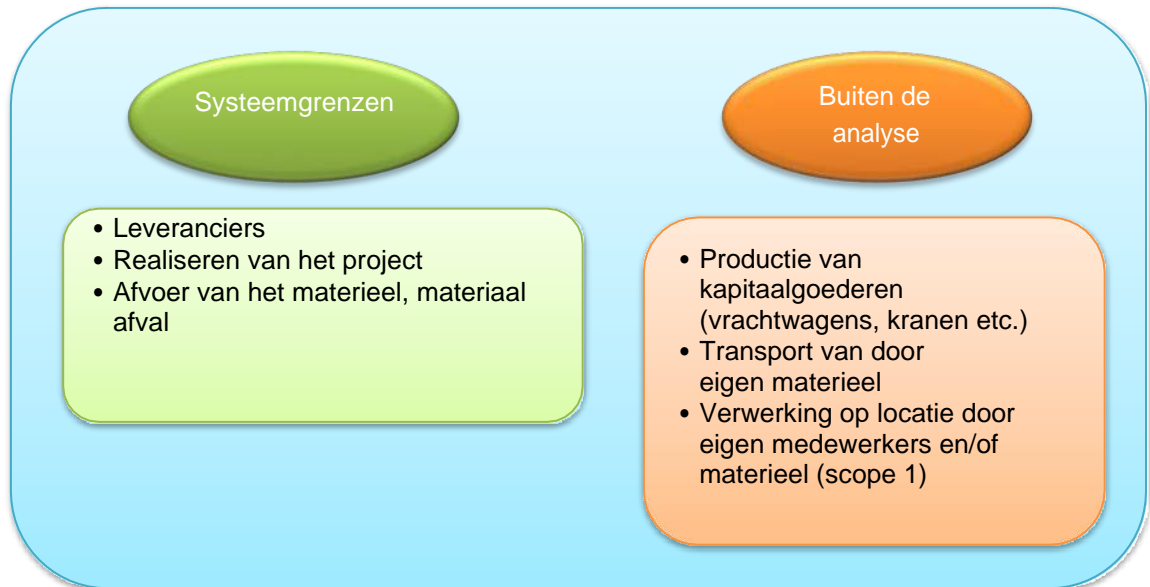 Systeemgrenzen
• Leveranciers
• Realiseren van het project
• Afvoer van het materieel, materiaal
afval
Buiten de
analyse
• Productie van
kapitaalgoederen
(vrachtwagens, kranen etc.)
• Transport van door
eigen materieel
• Verwerking op locatie door
eigen medewerkers en/of
materieel (scope 1)